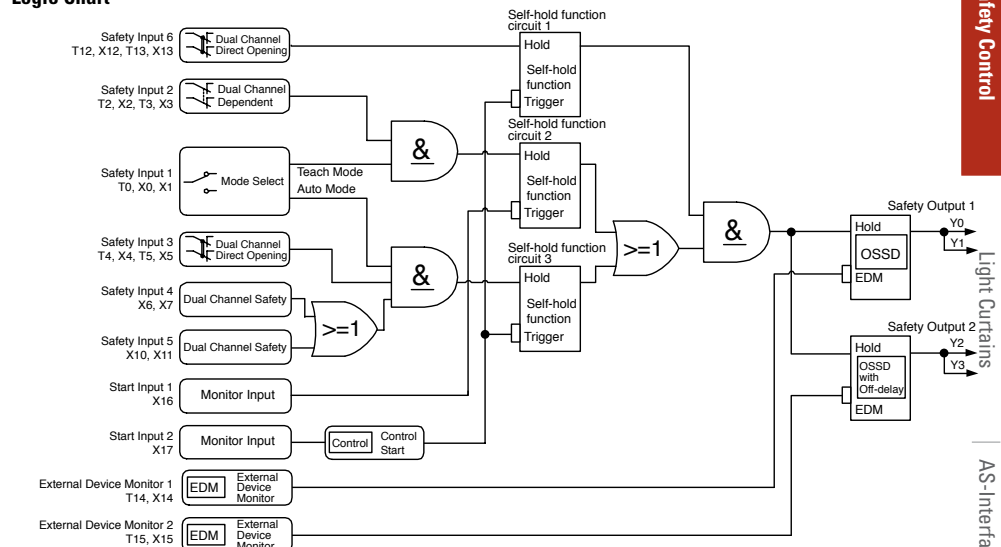 Logic Chart
Safety Input 6
T12, X12, T13, X13
Dual Channel
Direct Opening
Safety Input 2
T2, X2, T3, X3
Dual Channel
Dependent
Safety Input 1
T0, X0, X1
Mode Select
Teach Mode
Auto Mode
Safety Input 3
T4, X4, T5, X5
Dual Channel
Direct Opening
Safety Input 4
X6, X7
Dual Channel Safety
Safety Input 5
X10, X11
Dual Channel Safety
Start Input 1
X16
Monitor Input
Start Input 2
X17
Monitor Input
Control
Control
Start
External Device Monitor 1
T14, X14
EDM
External
Device
Monitor
External Device Monitor 2
T15, X15
EDM
External
Device
Monitor
&
&
>=1
Self-hold function
circuit 1
Hold
Self-hold
function
Trigger
Self-hold function
circuit 2
Hold
Self-hold
function
Trigger
Self-hold function
circuit 3
Hold
Self-hold
function
Trigger
>=1
&
Safety Output 1
Hold
OSSD
EDM
Y0
Y1
Safety Output 2
Hold
OSSD
with
Off-delay
EDM
Y2
Y3
Safety Control
Light Curtains
AS-Interfa